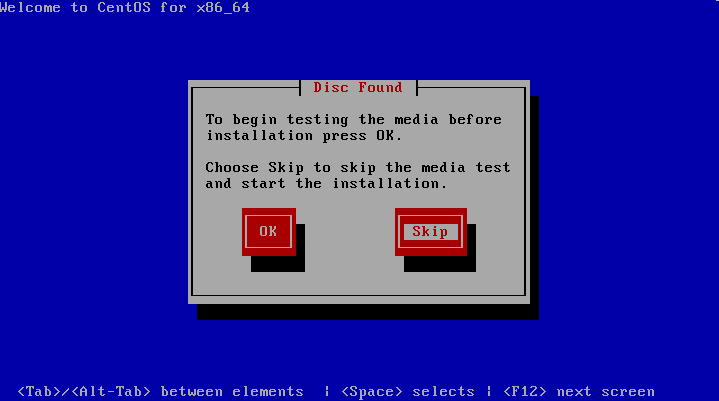 Welcome to CentOS for x86_64
Disc Found
To begin testing the media before
installation press OK.
Choose Skip to skip the media test
and start the installation.
OK Skip
<Tab>/<Alt-Tab> between elements | <Space> selects | <F12> next screen